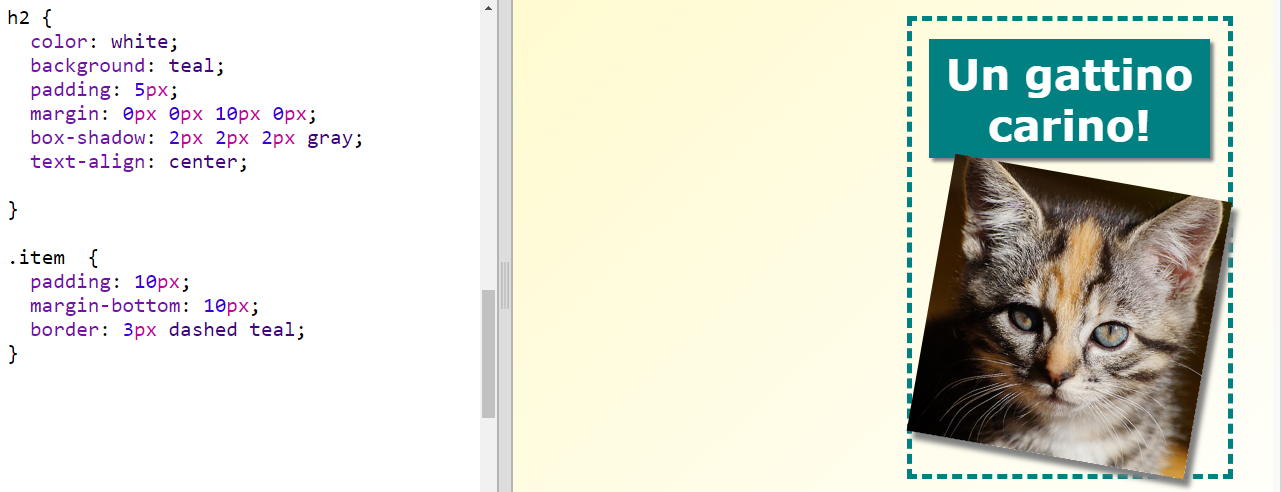 h2 {
  color: white;
  background: teal;
  padding: 5px;
  margin: 0px 0px 10px 0px;
  box-shadow: 2px 2px 2px gray;
  text-align: center;
}
.item  {
  padding: 10px;
  margin-bottom: 10px;
  border: 3px dashed teal;
}
Un gattino
carino!